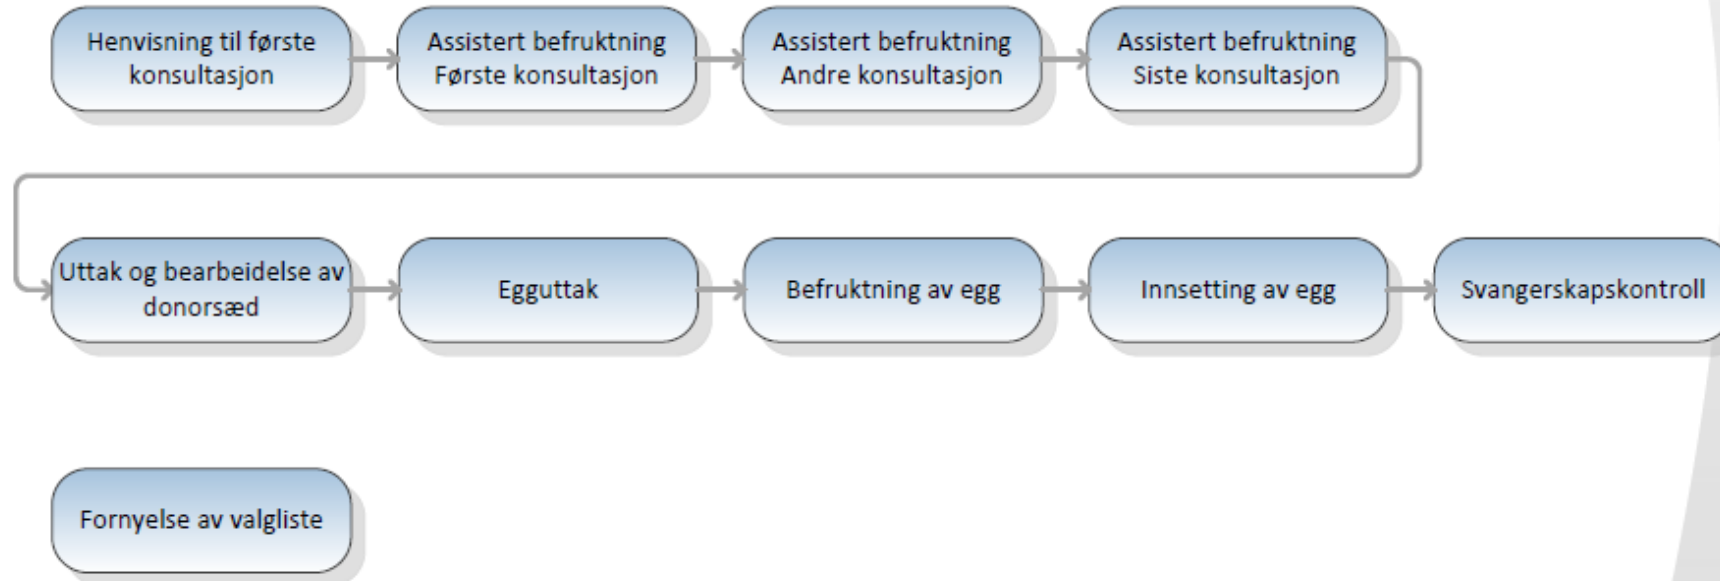 Henvisning til første
konsultasjon
Assistert befruktning
Første konsultasjon
Assistert befruktning
Andre konsultasjon
Assistert befruktning
Siste konsultasjon
Uttak og bearbeidelse av
donorsæd
Egguttak
Befruktning av egg
Innsetting av egg
Svangerskapskontroll
Fornyelse av valgliste